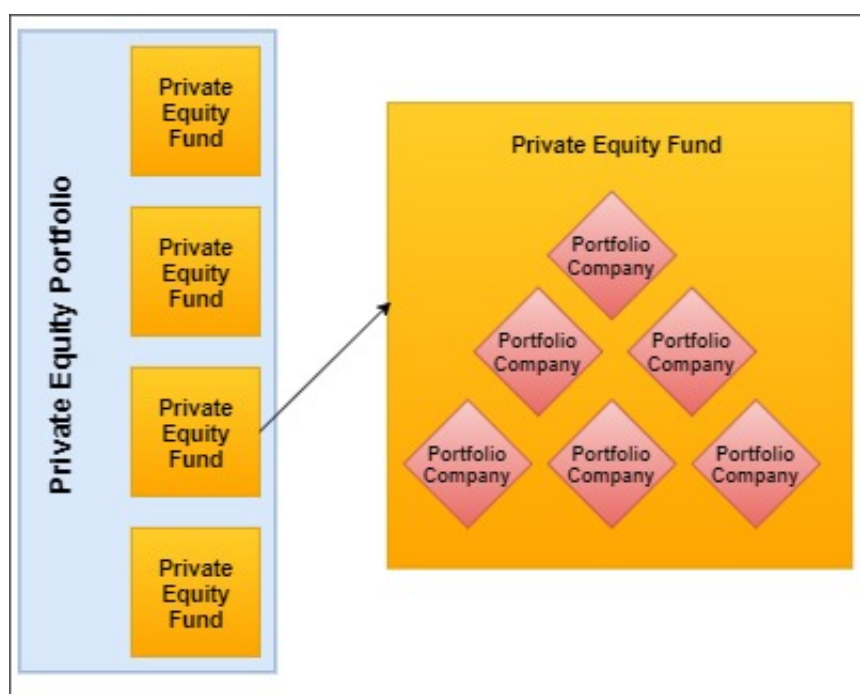 Private Equity Portfolio
Private
Equity
Fund
Private
Equity
Fund
Private
Equity
Fund
Private
Equity
Fund
Private Equity Fund
Portfolio
Company
Portfolio
Company
Portfolio
Company
Portfolio
Company
Portfolio
Company
Portfolio
Company